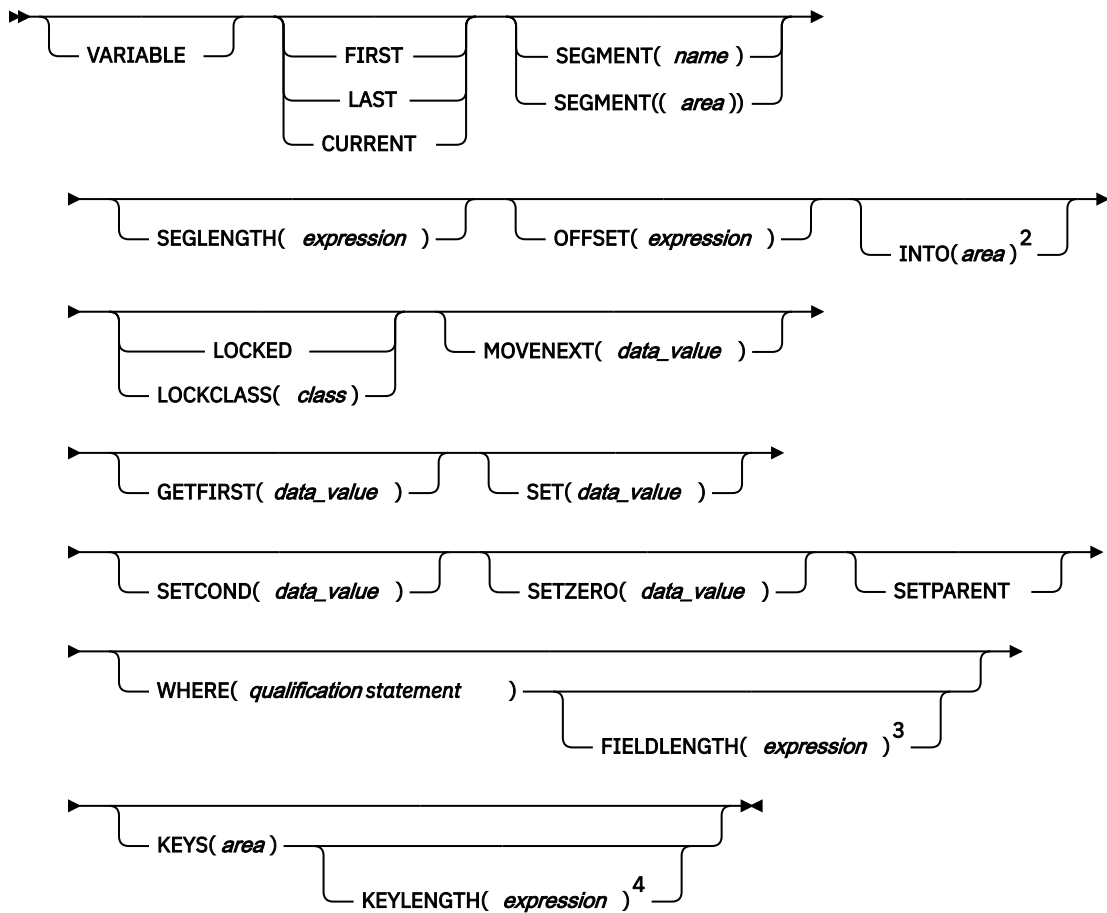 VARIABLE
FIRST
LAST
CURRENT
SEGMENT( name )
SEGMENT(( area ))
SEGLENGTH( expression )
OFFSET( expression )
INTO( area ) 2
LOCKED
LOCKCLASS( class )
MOVENEXT( data_value )
GETFIRST( data_value )
SET( data_value )
SETCOND( data_value )
SETZERO( data_value )
SETPARENT
WHERE( qualification statement )
FIELDLENGTH( expression ) 3
KEYS( area )
KEYLENGTH( expression ) 4